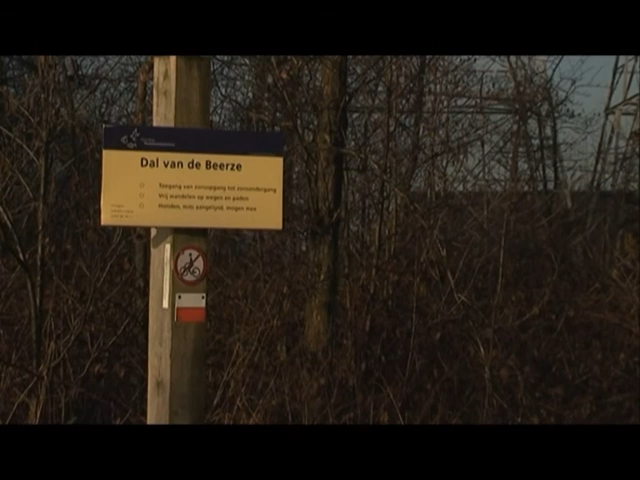 Dal van de Beerze
Toegang van zonsopgang tot zonsondergang
Vrij wandelen op wegen en paden
Honden, mits aangelijnd, mogen mee